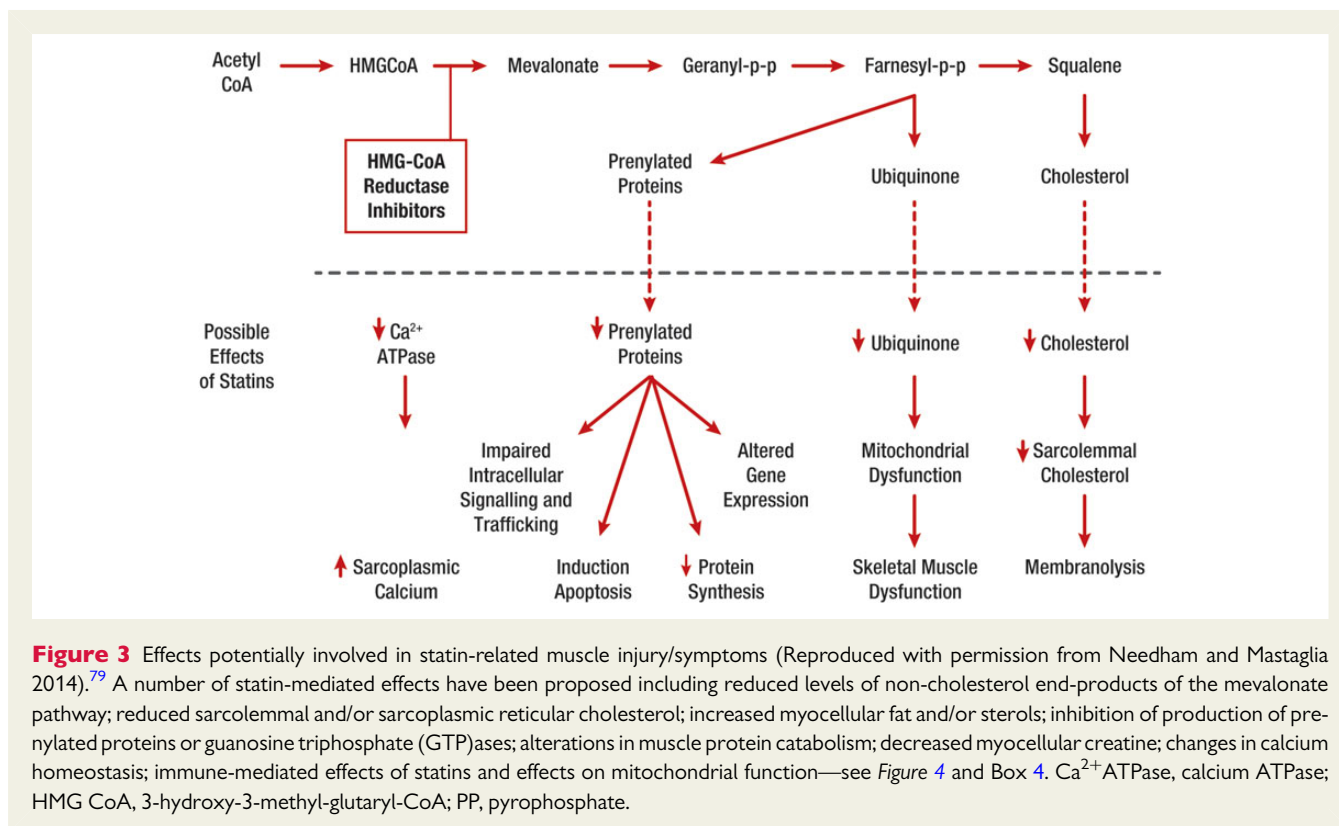 Acetyl
CoA
HMGCoA
Mevalonate
Geranyl-p-p
Farnesyl-p-p
Squalene
HMG-CoA
Reductase
Inhibitors
Prenylated
Proteins
Ubiquinone
Cholesterol
Possible
Effects
of Statins
Ca²⁺
ATPase
Prenylated
Proteins
Ubiquinone
Cholesterol
Impaired
Intracellular
Signalling and
Trafficking
Altered
Gene
Expression
Mitochondrial
Dysfunction
Sarcolemmal
Cholesterol
Sarcoplasmic
Calcium
Induction
Apoptosis
Protein
Synthesis
Skeletal Muscle
Dysfunction
Membranolysis
Figure 3 Effects potentially involved in statin-related muscle injury/symptoms (Reproduced with permission from Needham and Mastaglia
2014).⁷⁹ A number of statin-mediated effects have been proposed including reduced levels of non-cholesterol end-products of the mevalonate
pathway; reduced sarcolemmal and/or sarcoplasmic reticular cholesterol; increased myocellular fat and/or sterols; inhibition of production of pre-
nylated proteins or guanosine triphosphate (GTP)ases; alterations in muscle protein catabolism; decreased myocellular creatine; changes in calcium
homeostasis; immune-mediated effects of statins and effects on mitochondrial function—see Figure 4 and Box 4. Ca²⁺ATPase, calcium ATPase;
HMG CoA, 3-hydroxy-3-methyl-glutaryl-CoA; PP, pyrophosphate.